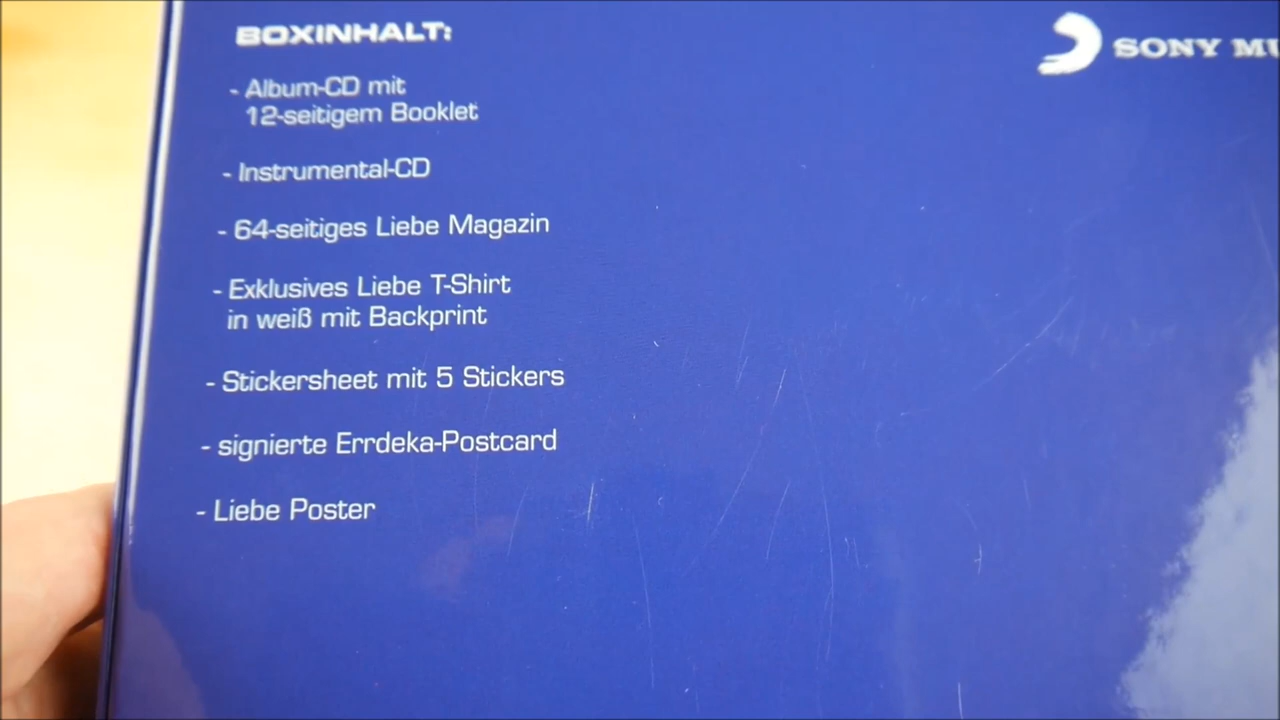 BOXINHALT:
SONY MU
- Album-CD mit
12-seitigem Booklet
- Instrumental-CD
- 64-seitiges Liebe Magazin
- Exklusives Liebe T-Shirt
in weiß mit Backprint
- Stickersheet mit 5 Stickers
- signierte Errdeka-Postcard
- Liebe Poster